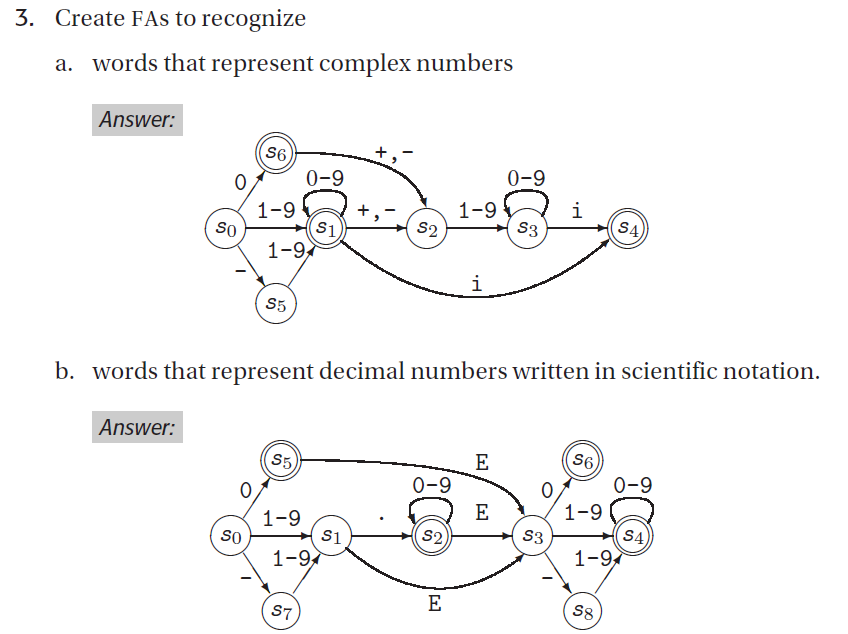 3. Create FAs to recognize
a. words that represent complex numbers
Answer:
s6
+,-
0
0-9
0-9
1-9
+,-
1-9
i
s0
s1
s2
s3
s4
1-9
-
i
s5
b. words that represent decimal numbers written in scientific notation.
Answer:
s5
E
s6
0
0-9
0
0-9
1-9
.
E
1-9
s0
s1
s2
s3
s4
1-9
1-9
-
-
E
s7
s8